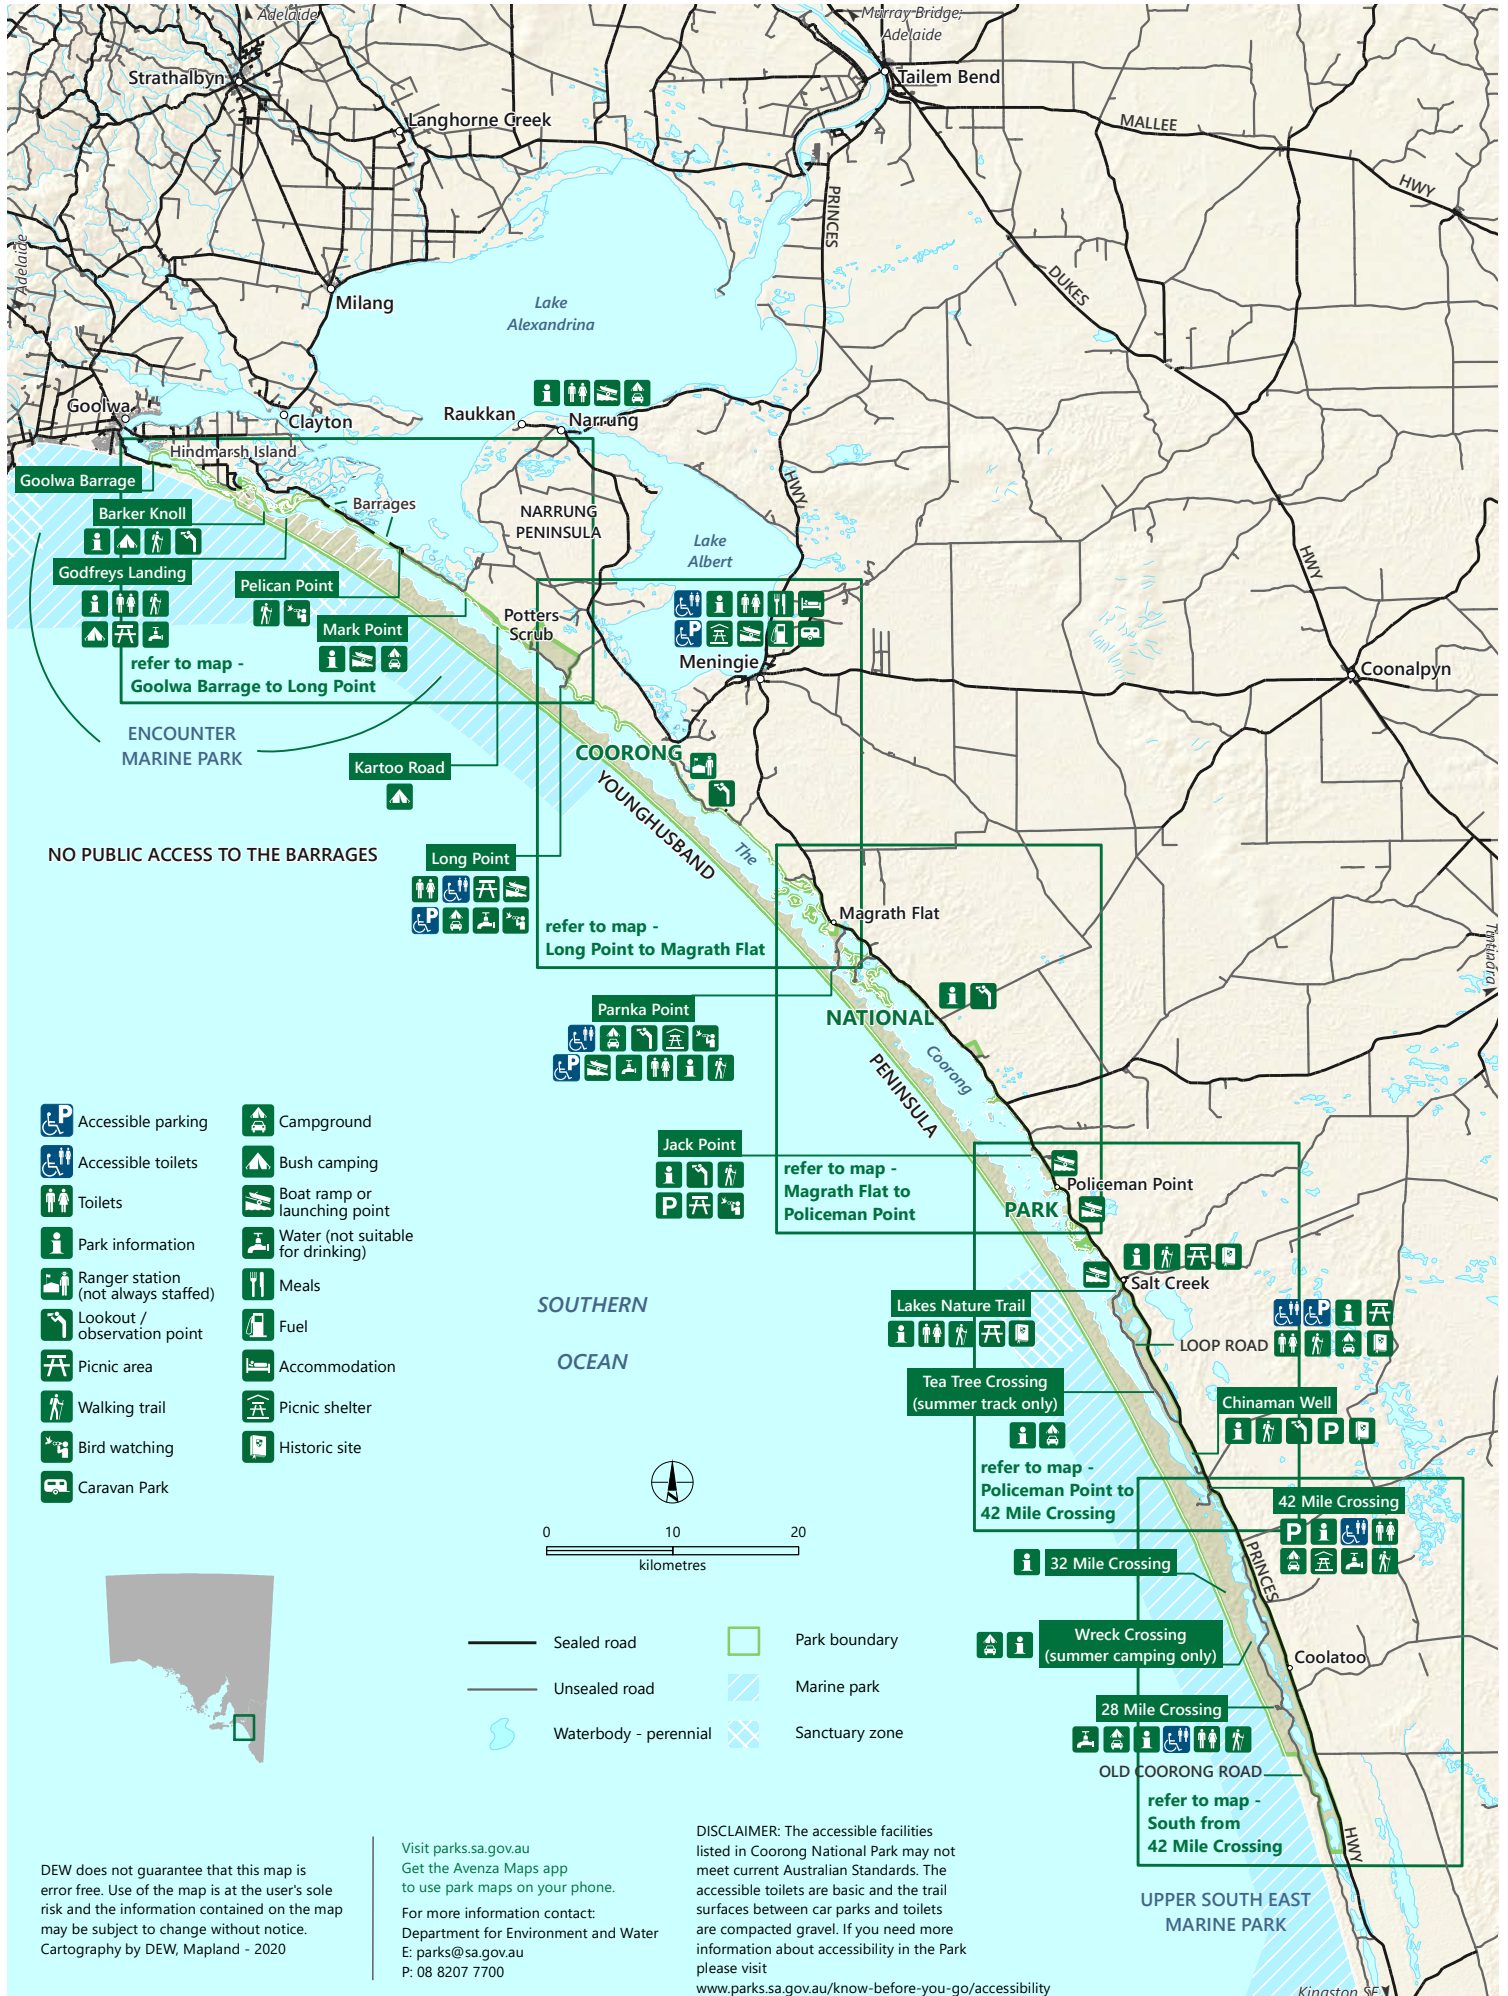 Adelaide
Murray Bridge;
Adelaide
Strathalbyn
Tailem Bend
Langhorne Creek
MALLEE
HWY
PRINCES
Adelaide
DUKES
Milang
Lake
Alexandrina
Goolwa
Clayton
Raukkan
Narrung
Hindmarsh Island
Goolwa Barrage
Barker Knoll
Barrages
NARRUNG
PENINSULA
HWY
Lake
Albert
HWY
Godfreys Landing
Pelican Point
Mark Point
Potters
Scrub
refer to map -
Goolwa Barrage to Long Point
Meningie
Coonalpyn
ENCOUNTER
MARINE PARK
Kartoo Road
COORONG
YOUNGHUSBAND
NO PUBLIC ACCESS TO THE BARRAGES
Long Point
The
Magrath Flat
refer to map -
Long Point to Magrath Flat
Tintinara
Parnka Point
NATIONAL
Coorong
PENINSULA
Accessible parking
Accessible toilets
Toilets
Park information
Ranger station
(not always staffed)
Lookout /
observation point
Picnic area
Walking trail
Bird watching
Caravan Park
Campground
Bush camping
Boat ramp or
launching point
Water (not suitable
for drinking)
Meals
Fuel
Accommodation
Picnic shelter
Historic site
Jack Point
refer to map -
Magrath Flat to
Policeman Point
Policeman Point
PARK
Salt Creek
SOUTHERN
OCEAN
Lakes Nature Trail
LOOP ROAD
Tea Tree Crossing
(summer track only)
Chinaman Well
refer to map -
Policeman Point to
42 Mile Crossing
42 Mile Crossing
0 10 20
kilometres
32 Mile Crossing
PRINCES
Wreck Crossing
(summer camping only)
Coolatoo
28 Mile Crossing
OLD COORONG ROAD
refer to map -
South from
42 Mile Crossing
HWY
Sealed road
Unsealed road
Waterbody - perennial
Park boundary
Marine park
Sanctuary zone
UPPER SOUTH EAST
MARINE PARK
Kingston SE
DEW does not guarantee that this map is
error free. Use of the map is at the user's sole
risk and the information contained on the map
may be subject to change without notice.
Cartography by DEW, Mapland - 2020
Visit parks.sa.gov.au
Get the Avenza Maps app
to use park maps on your phone.
For more information contact:
Department for Environment and Water
E: parks@sa.gov.au
P: 08 8207 7700
DISCLAIMER: The accessible facilities
listed in Coorong National Park may not
meet current Australian Standards. The
accessible toilets are basic and the trail
surfaces between car parks and toilets
are compacted gravel. If you need more
information about accessibility in the Park
please visit
www.parks.sa.gov.au/know-before-you-go/accessibility